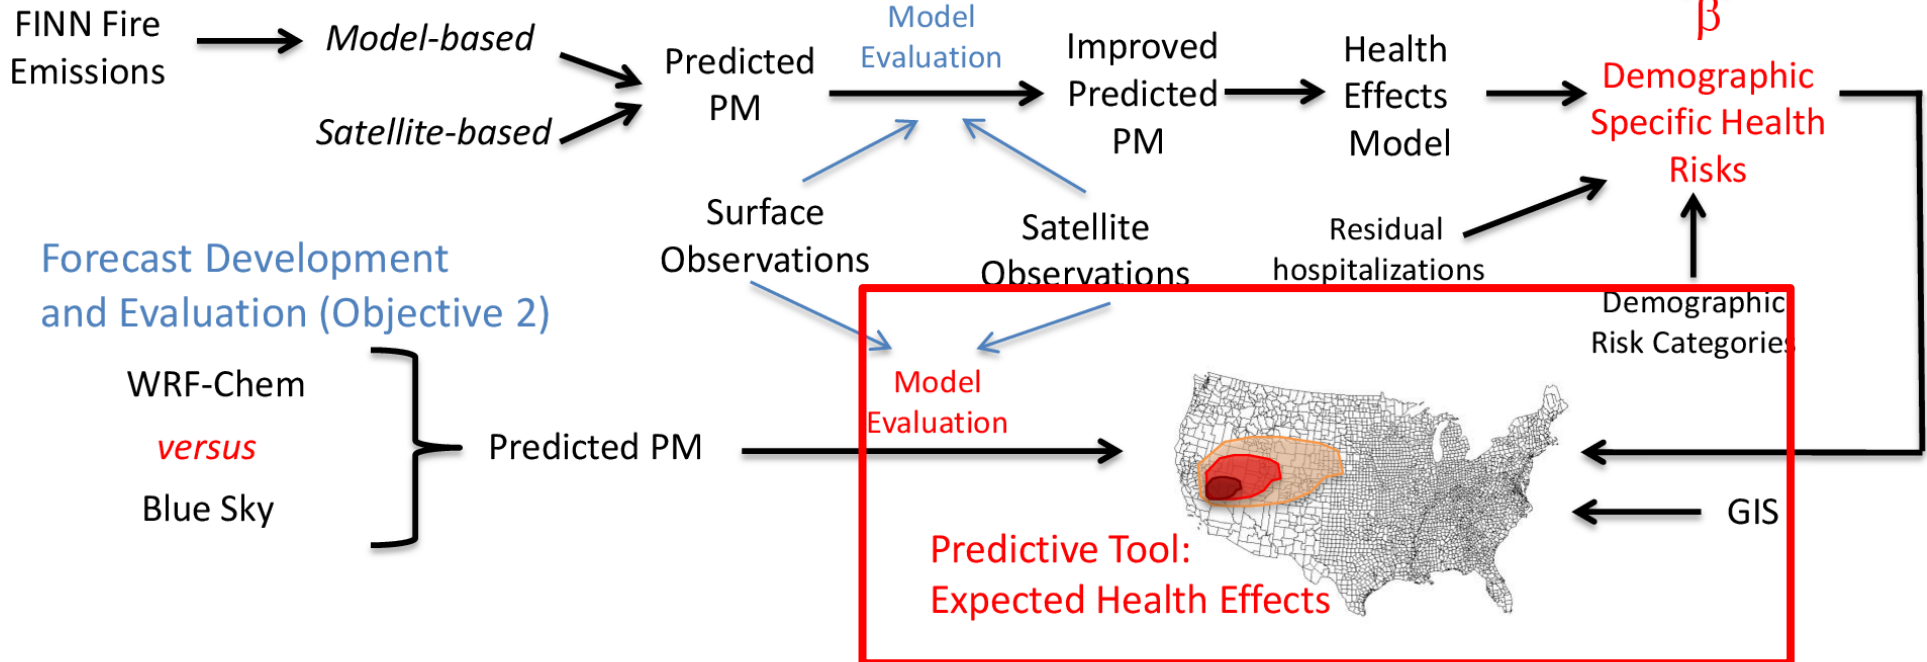 FINN Fire
Emissions
Model-based
Satellite-based
Predicted
PM
Model
Evaluation
Improved
Predicted
PM
Health
Effects
Model
β
Demographic
Specific Health
Risks
Surface
Observations
Satellite
Observations
Residual
hospitalizations
Demographic
Risk Categories
Forecast Development
and Evaluation (Objective 2)
WRF-Chem
versus
Blue Sky
Predicted PM
Model
Evaluation
GIS
Predictive Tool:
Expected Health Effects